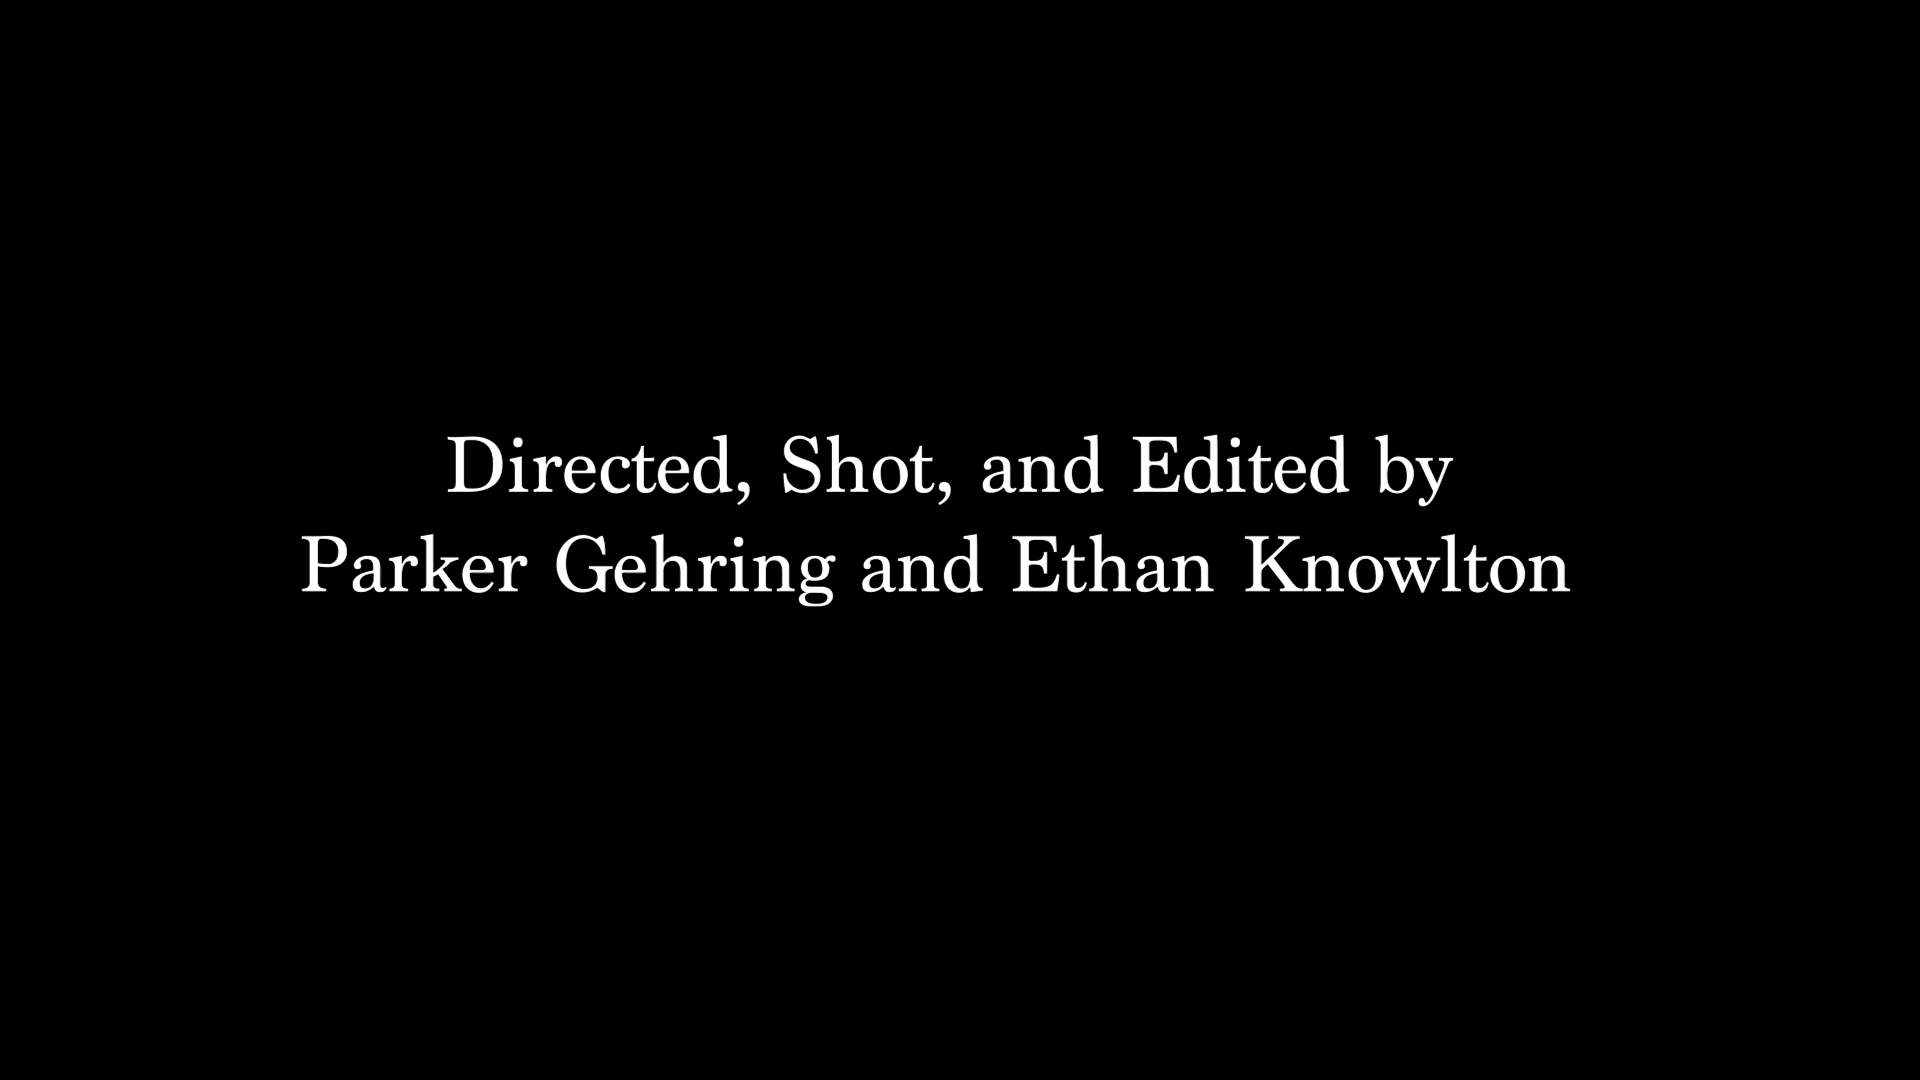 Directed, Shot, and Edited by
Parker Gehring and Ethan Knowlton